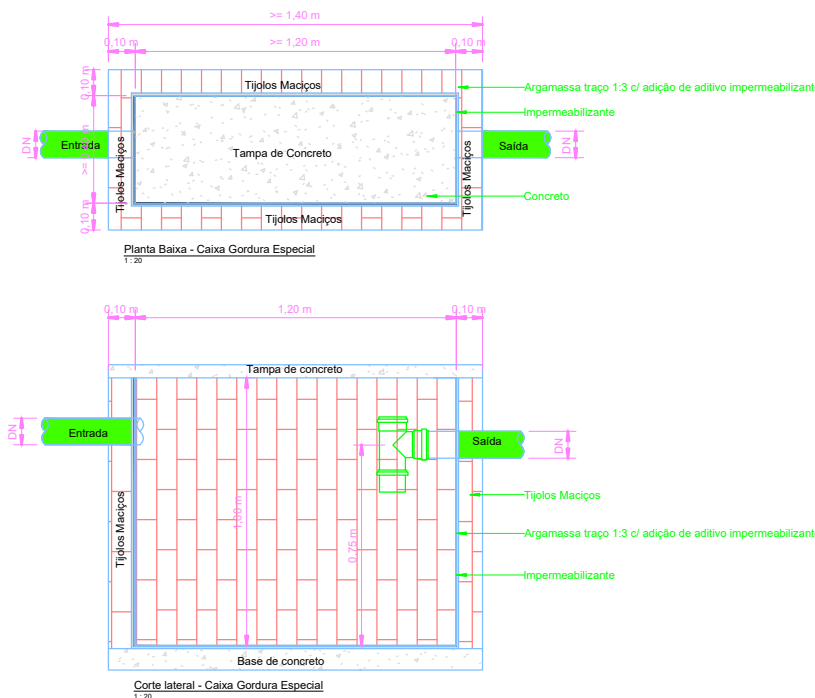 >= 1,40 m
0,10 m
>= 1,20 m
0,10 m
0,10 m
Tijolos Maciços
Argamassa traço 1:3 c/ adição de aditivo impermeabilizante
Impermeabilizante
DN
Entrada
Tijolos Maciços
Tampa de Concreto
Tijolos Maciços
Saída
DN
Concreto
0,10 m
Tijolos Maciços
Planta Baixa - Caixa Gordura Especial
1 : 20
0,10 m
1,20 m
0,10 m
Tampa de concreto
DN
Entrada
Saída
DN
Tijolos Maciços
1,00 m
0,75 m
Tijolos Maciços
Argamassa traço 1:3 c/ adição de aditivo impermeabilizante
Impermeabilizante
Base de concreto
Corte lateral - Caixa Gordura Especial
1 : 20